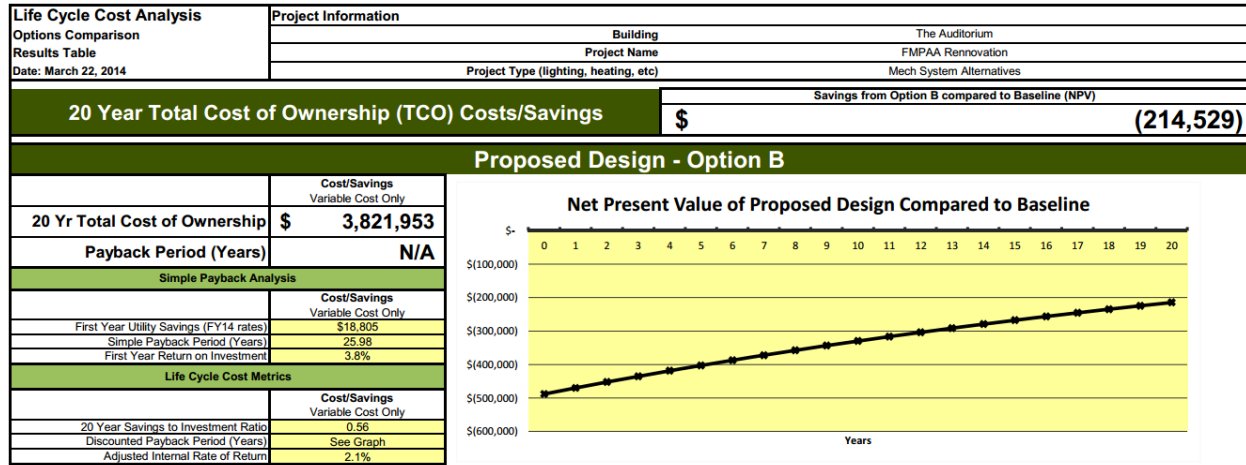 Life Cycle Cost Analysis
Options Comparison
Results Table
Date: March 22, 2014
Project Information
Building The Auditorium
Project Name FMPAA Rennovation
Project Type (lighting, heating, etc) Mech System Alternatives
20 Year Total Cost of Ownership (TCO) Costs/Savings
Savings from Option B compared to Baseline (NPV)
$ (214,529)
Proposed Design - Option B
Cost/Savings
Variable Cost Only
20 Yr Total Cost of Ownership $ 3,821,953
Payback Period (Years) N/A
Simple Payback Analysis
Cost/Savings
Variable Cost Only
First Year Utility Savings (FY14 rates) $18,805
Simple Payback Period (Years) 25.98
First Year Return on Investment 3.8%
Life Cycle Cost Metrics
Cost/Savings
Variable Cost Only
20 Year Savings to Investment Ratio 0.56
Discounted Payback Period (Years) See Graph
Adjusted Internal Rate of Return 2.1%
Net Present Value of Proposed Design Compared to Baseline
$-
0 1 2 3 4 5 6 7 8 9 10 11 12 13 14 15 16 17 18 19 20
$(100,000)
$(200,000)
$(300,000)
$(400,000)
$(500,000)
$(600,000)
Years